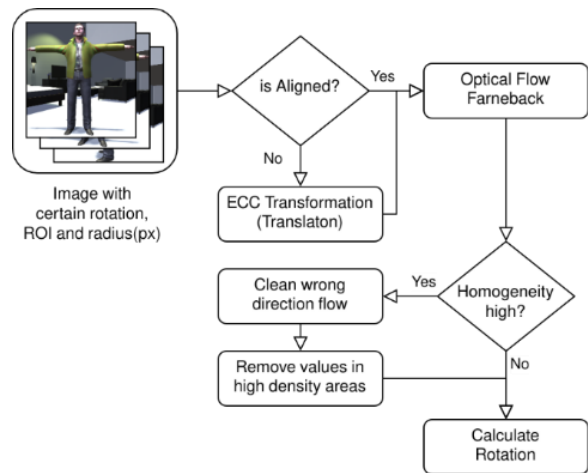 Image with
certain rotation,
ROI and radius(px)
is Aligned?
Yes
No
ECC Transformation
(Translaton)
Optical Flow
Farneback
Homogeneity
high?
Yes
No
Clean wrong
direction flow
Remove values in
high density areas
Calculate
Rotation